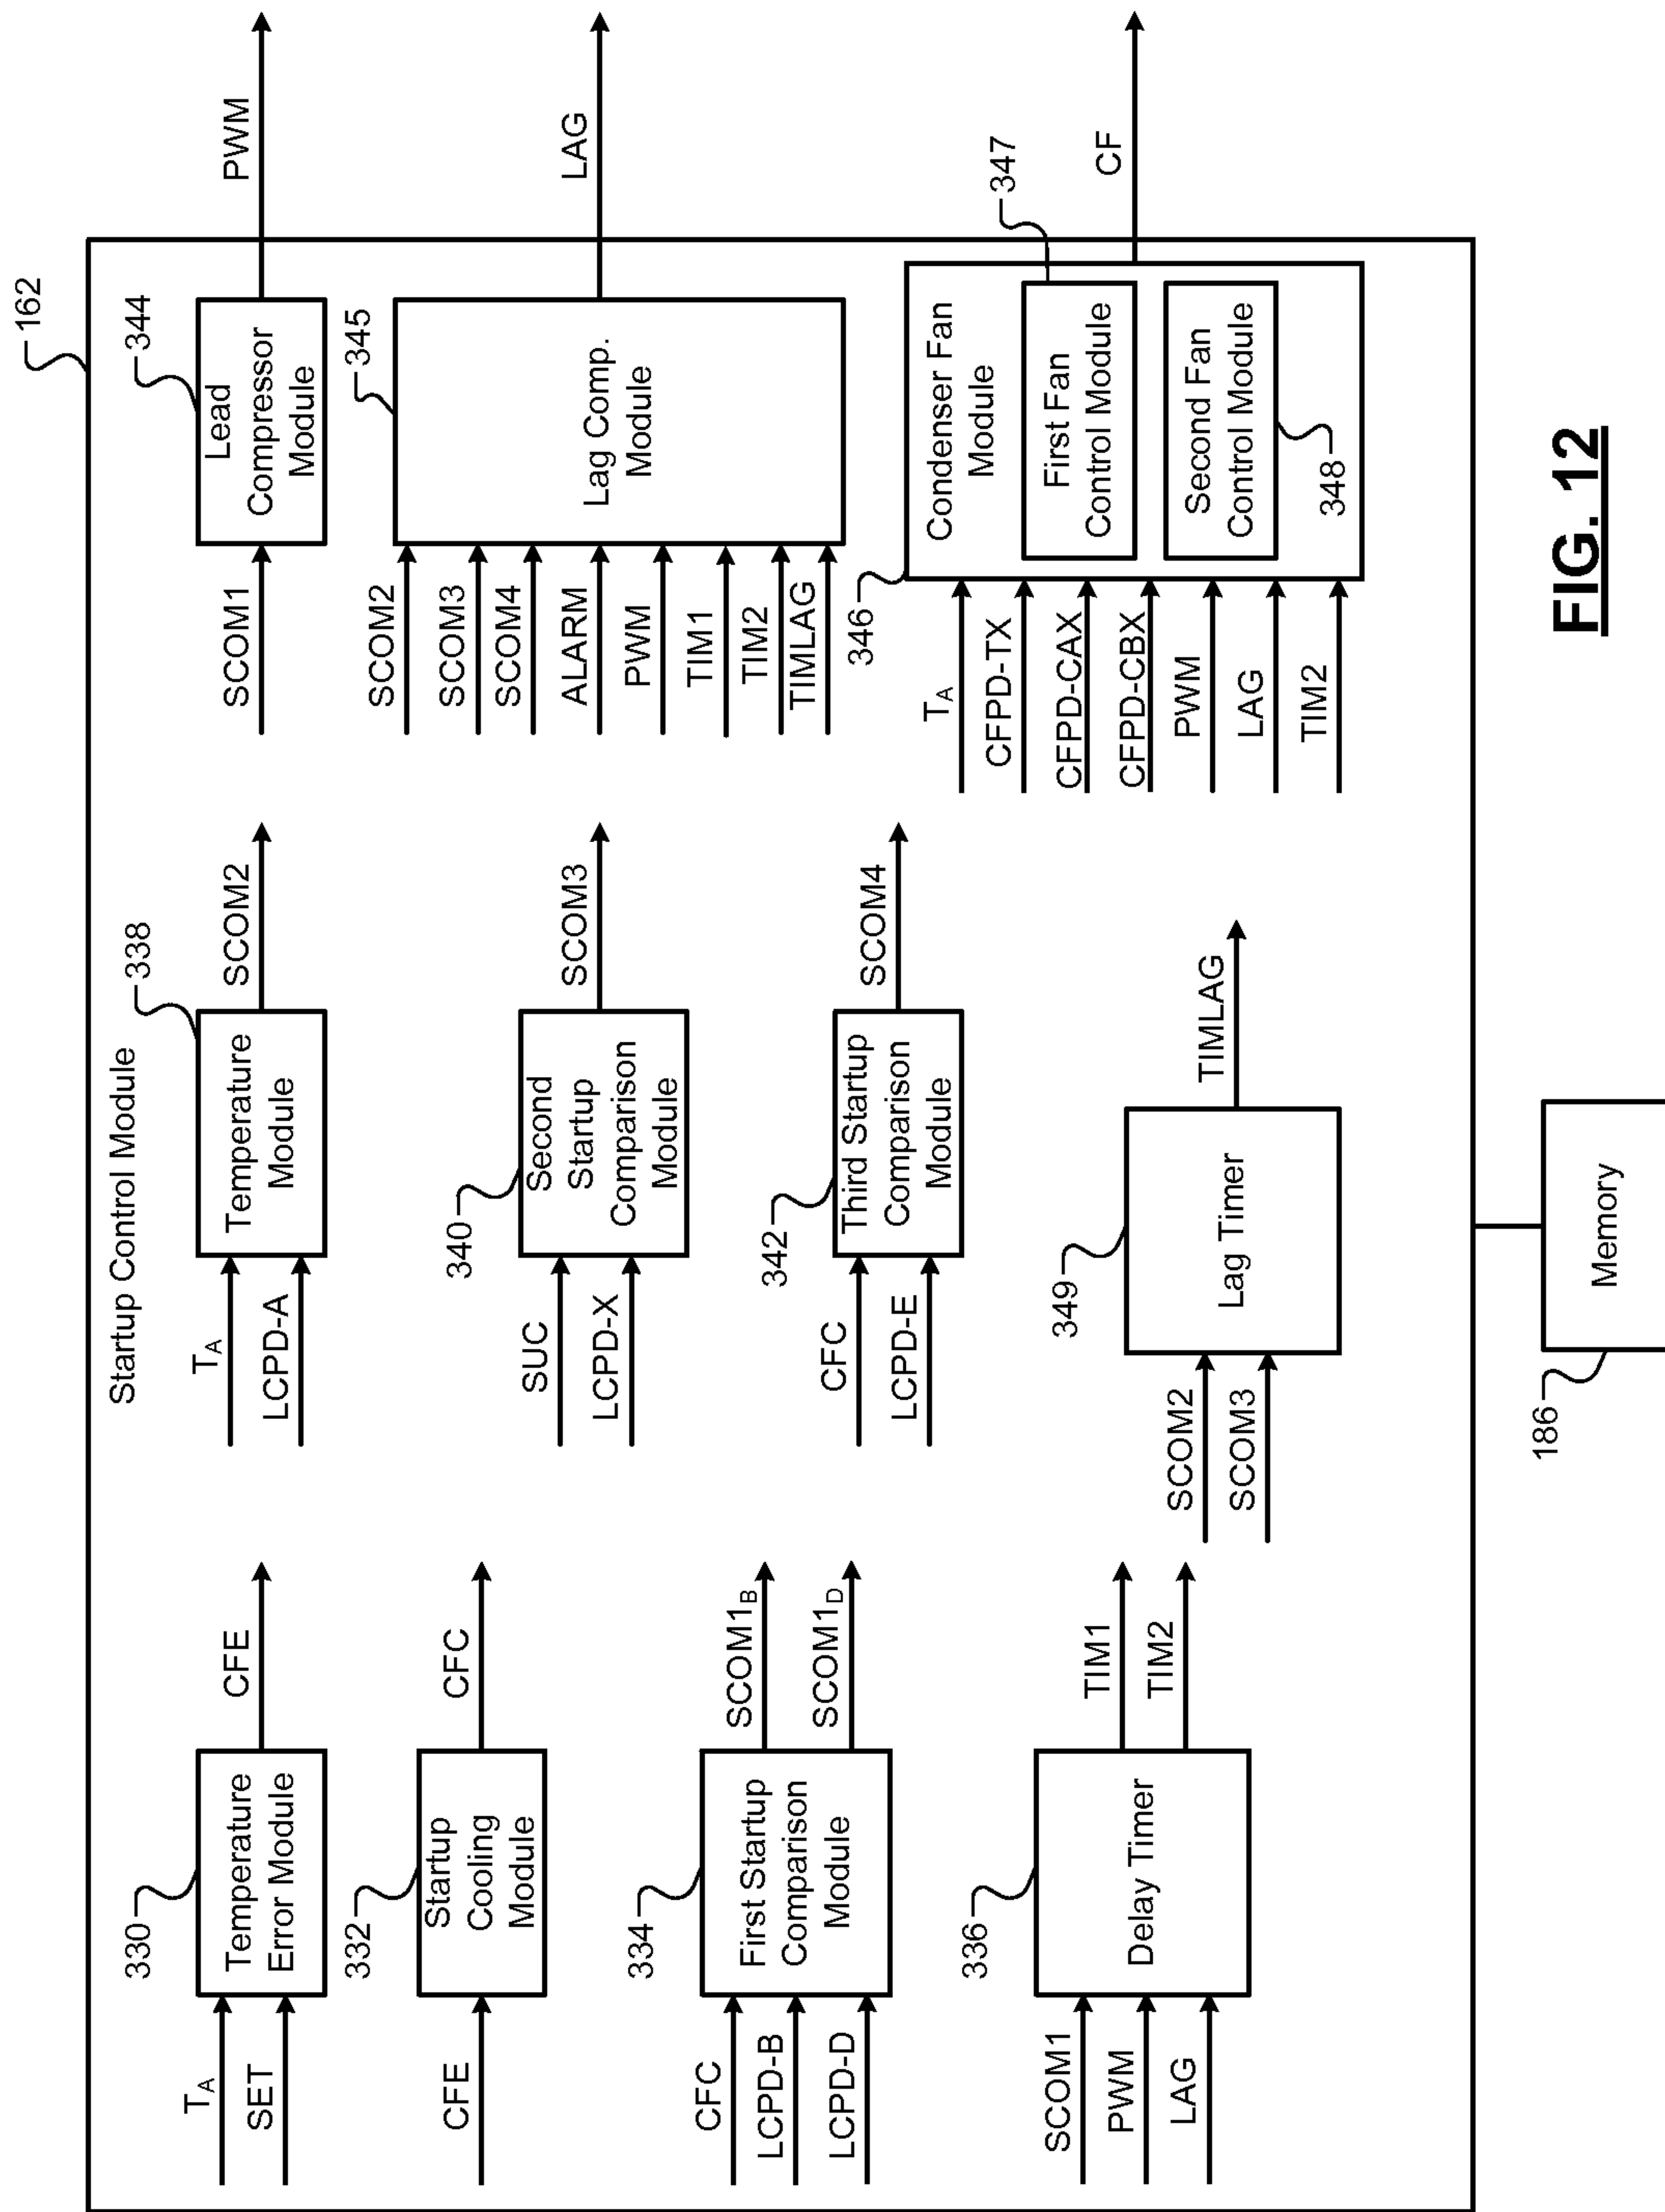 162
Startup Control Module
T_A
SET
330
Temperature
Error Module
CFE
CFE
332
Startup
Cooling
Module
CFC
CFC
LCPD-B
LCPD-D
334
First Startup
Comparison
Module
SCOM1_B
SCOM1_D
SCOM1
PWM
LAG
336
Delay Timer
TIM1
TIM2
T_A
LCPD-A
338
Temperature
Module
SCOM2
SUC
LCPD-X
340
Second
Startup
Comparison
Module
SCOM3
CFC
LCPD-E
342
Third Startup
Comparison
Module
SCOM4
SCOM2
SCOM3
349
Lag Timer
TIMLAG
SCOM1
344
Lead
Compressor
Module
PWM
SCOM2
SCOM3
SCOM4
ALARM
PWM
TIM1
TIM2
TIMLAG
345
Lag Comp.
Module
LAG
346
T_A
CFPD-TX
CFPD-CAX
CFPD-CBX
PWM
LAG
TIM2
Condenser Fan
Module
First Fan
Control Module
347
Second Fan
Control Module
348
CF
186
Memory
FIG. 12